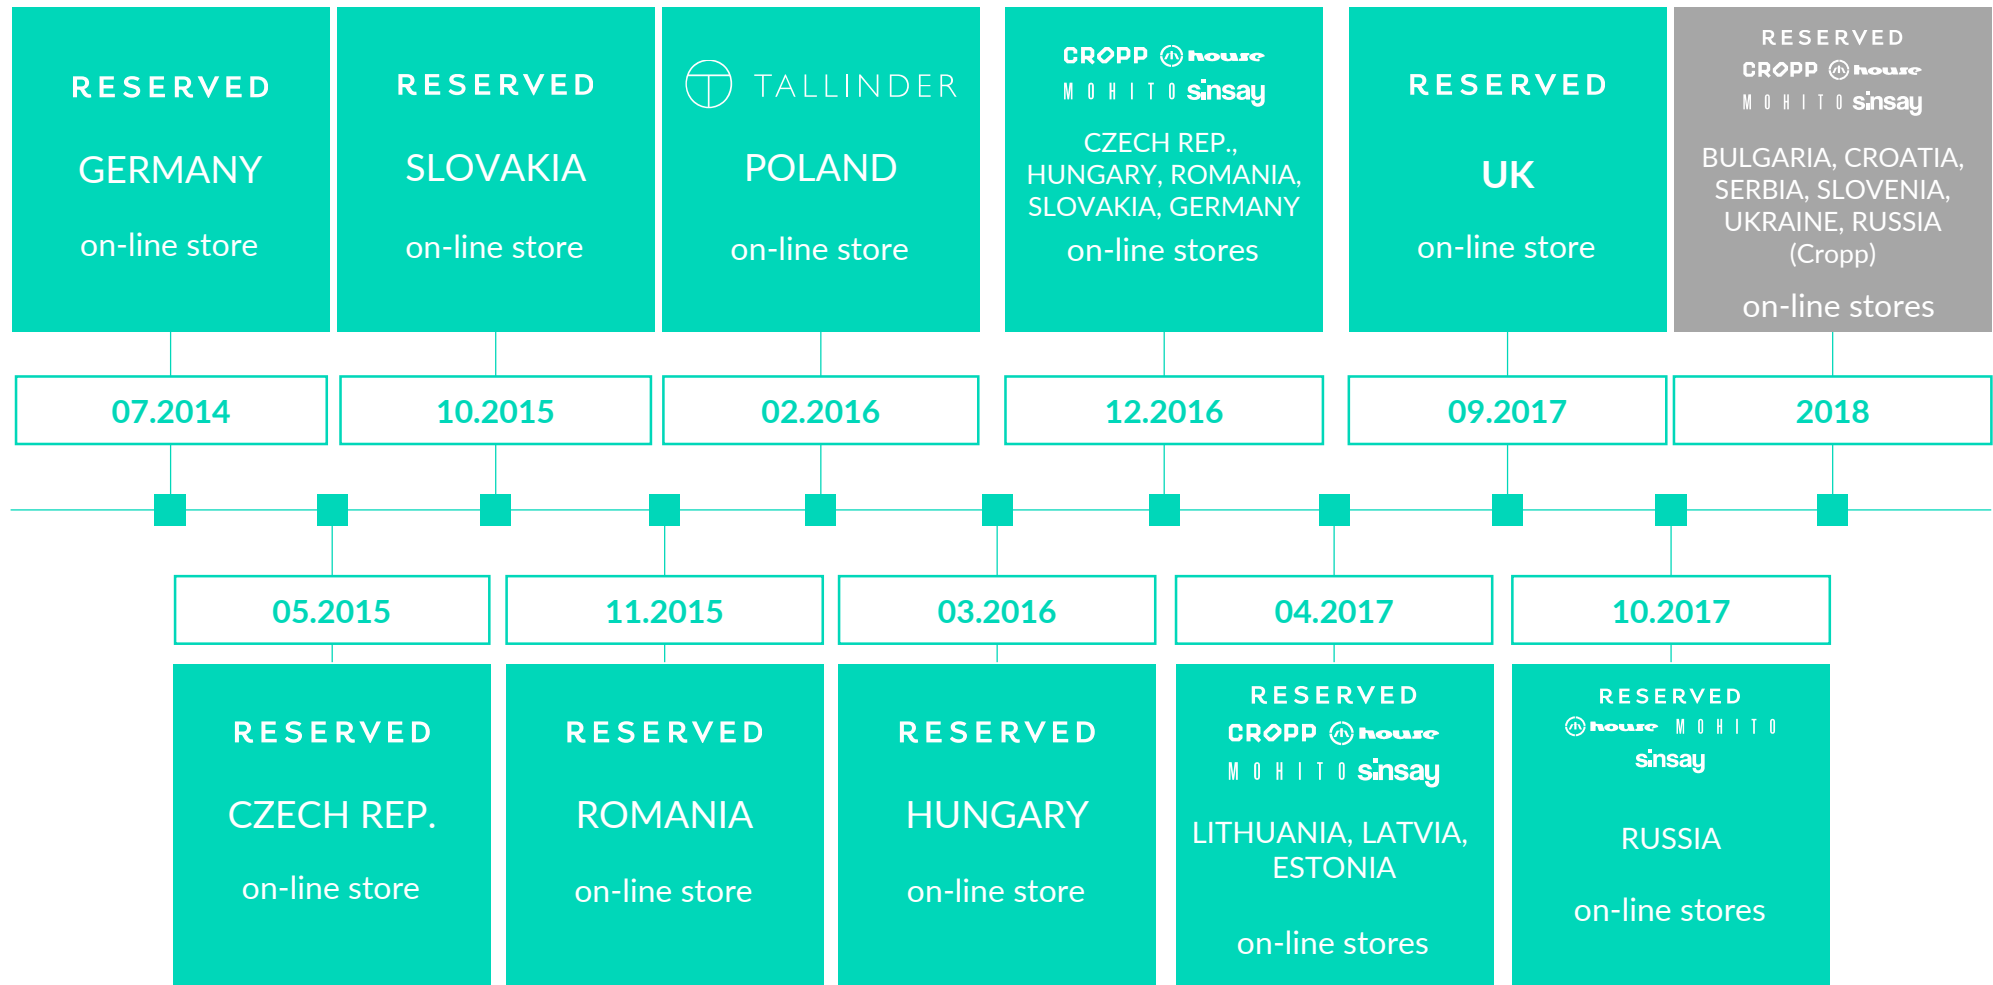 RESERVED
GERMANY
on-line store
07.2014
RESERVED
SLOVAKIA
on-line store
10.2015
TALLINDER
POLAND
on-line store
02.2016
CROPP house
MOHITO sinsay
CZECH REP.,
HUNGARY, ROMANIA,
SLOVAKIA, GERMANY
on-line stores
12.2016
RESERVED
UK
on-line store
09.2017
RESERVED
CROPP house
MOHITO sinsay
BULGARIA, CROATIA,
SERBIA, SLOVENIA,
UKRAINE, RUSSIA
(Cropp)
on-line stores
2018
05.2015
RESERVED
CZECH REP.
on-line store
11.2015
RESERVED
ROMANIA
on-line store
03.2016
RESERVED
HUNGARY
on-line store
04.2017
RESERVED
CROPP house
MOHITO sinsay
LITHUANIA, LATVIA,
ESTONIA
on-line stores
10.2017
RESERVED
house MOHITO
sinsay
RUSSIA
on-line stores